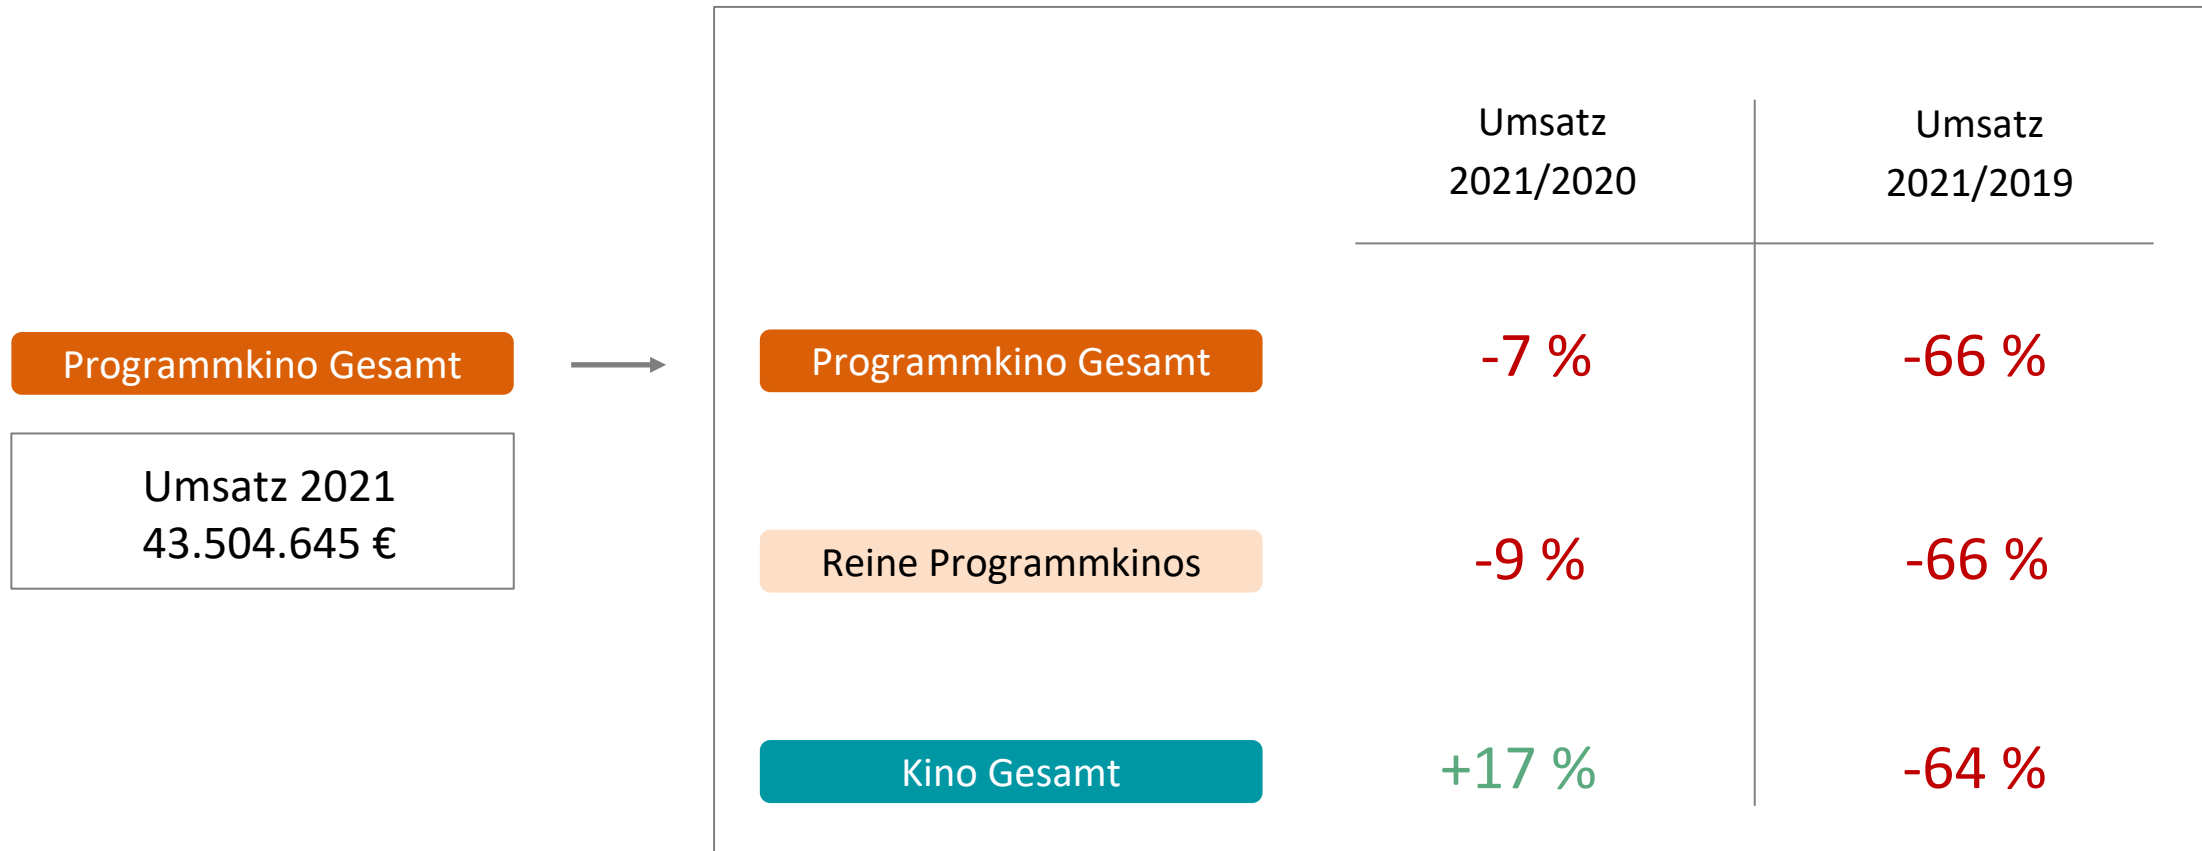 Programmkino Gesamt
Umsatz 2021
43.504.645 €
Umsatz
2021/2020
Umsatz
2021/2019
Programmkino Gesamt
-7 %
-66 %
Reine Programmkinos
-9 %
-66 %
Kino Gesamt
+17 %
-64 %